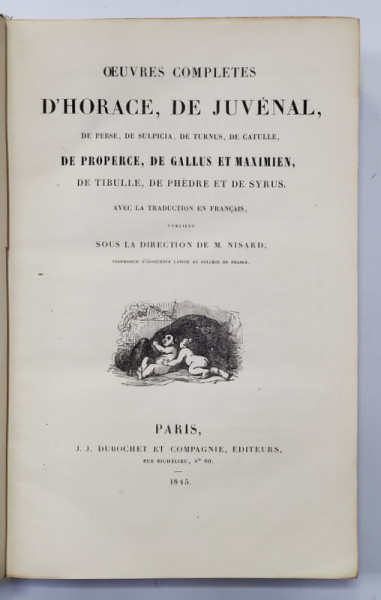 ŒUVRES COMPLETES
D'HORACE, DE JUVÉNAL,
DE PERSE, DE SULPICIA, DE TURNUS, DE CATULLE,
DE PROPERCE, DE GALLUS ET MAXIMIEN,
DE TIBULLE, DE PHÈDRE ET DE SYRUS.
AVEC LA TRADUCTION EN FRANÇAIS,
PUBLIÉES
SOUS LA DIRECTION DE M. NISARD,
PROFESSEUR D'ÉLOQUENCE LATINE AU COLLÉGE DE FRANCE.
PARIS,
J. J. DUBOCHET ET COMPAGNIE, ÉDITEURS,
RUE RICHELIEU, Nº 60.
1845.